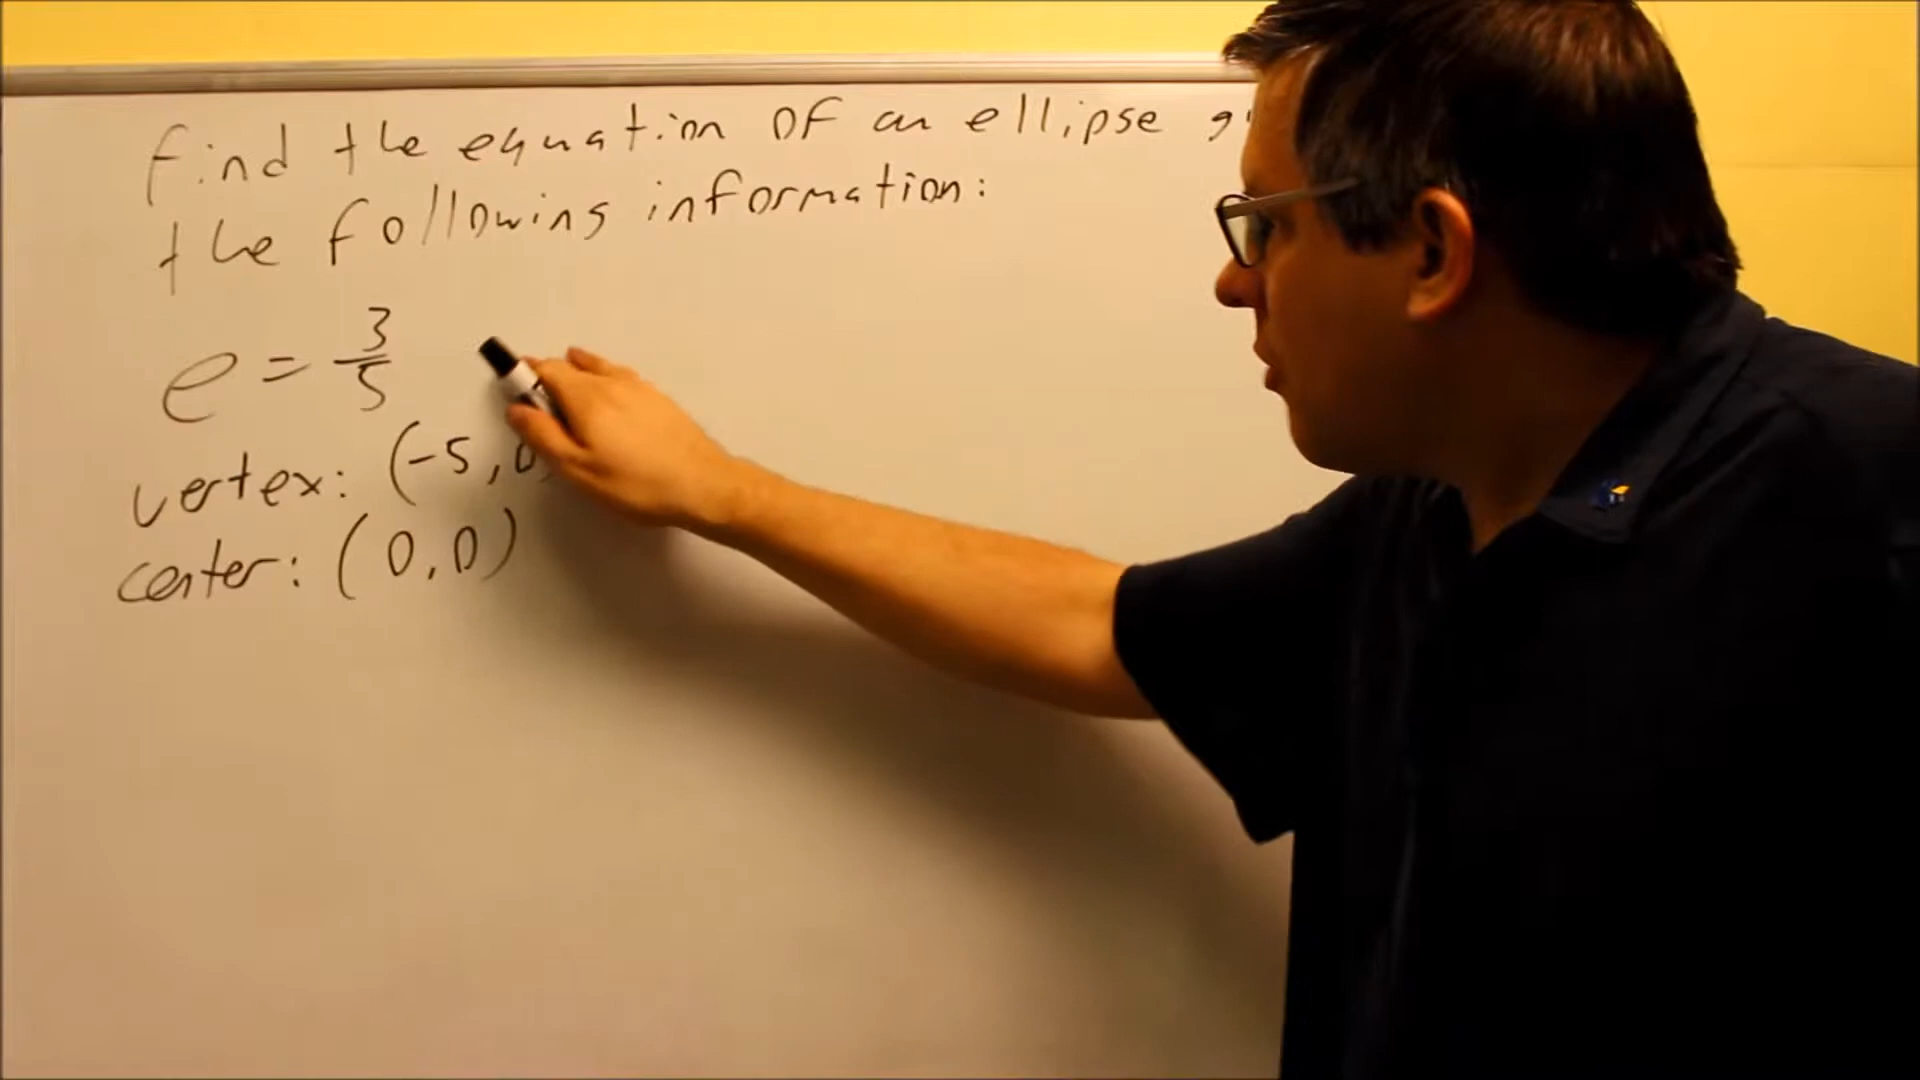 find the equation of an ellipse
the following information:
e = 3/5
vertex: (-5,0)
center: (0,0)